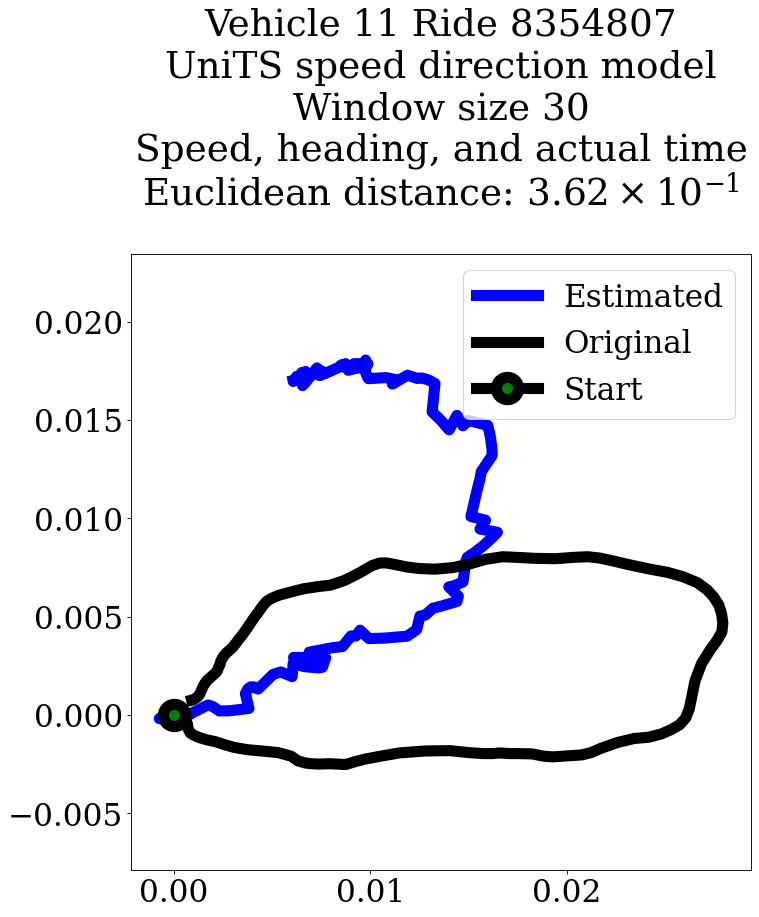 Vehicle 11 Ride 8354807
UniTS speed direction model
Window size 30
Speed, heading, and actual time
Euclidean distance: 3.62 × 10⁻¹
Estimated
Original
Start
0.020
0.015
0.010
0.005
0.000
−0.005
0.00 0.01 0.02